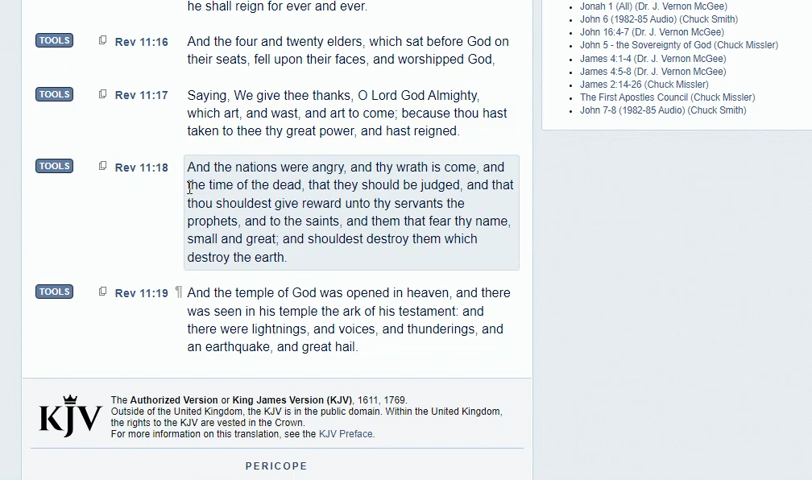 he shall reign for ever and ever.
TOOLS Rev 11:16 And the four and twenty elders, which sat before God on
their seats, fell upon their faces, and worshipped God,
TOOLS Rev 11:17 Saying, We give thee thanks, O Lord God Almighty,
which art, and wast, and art to come; because thou hast
taken to thee thy great power, and hast reigned.
TOOLS Rev 11:18 And the nations were angry, and thy wrath is come, and
the time of the dead, that they should be judged, and that
thou shouldest give reward unto thy servants the
prophets, and to the saints, and them that fear thy name,
small and great; and shouldest destroy them which
destroy the earth.
TOOLS Rev 11:19 ¶ And the temple of God was opened in heaven, and there
was seen in his temple the ark of his testament: and
there were lightnings, and voices, and thunderings, and
an earthquake, and great hail.
KJV
The Authorized Version or King James Version (KJV), 1611, 1769.
Outside of the United Kingdom, the KJV is in the public domain. Within the United Kingdom,
the rights to the KJV are vested in the Crown.
For more information on this translation, see the KJV Preface.
PERICOPE
• Jonah 1 (All) (Dr. J. Vernon McGee)
• John 6 (1982-85 Audio) (Chuck Smith)
• John 16:4-7 (Dr. J. Vernon McGee)
• John 5 - the Sovereignty of God (Chuck Missler)
• James 4:1-4 (Dr. J. Vernon McGee)
• James 4:5-8 (Dr. J. Vernon McGee)
• James 2:14-26 (Chuck Missler)
• The First Apostles Council (Chuck Missler)
• John 7-8 (1982-85 Audio) (Chuck Smith)